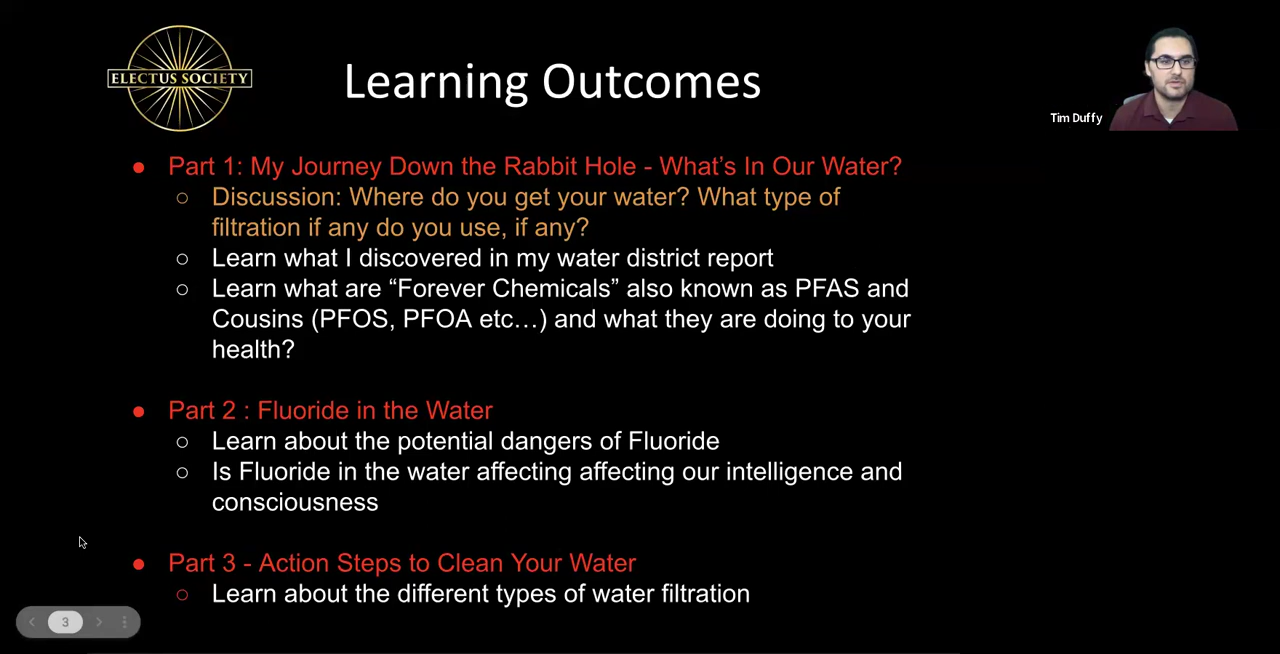 ELECTUS SOCIETY
Learning Outcomes
Tim Duffy
● Part 1: My Journey Down the Rabbit Hole - What’s In Our Water?
○ Discussion: Where do you get your water? What type of
filtration if any do you use, if any?
○ Learn what I discovered in my water district report
○ Learn what are “Forever Chemicals” also known as PFAS and
Cousins (PFOS, PFOA etc…) and what they are doing to your
health?
● Part 2 : Fluoride in the Water
○ Learn about the potential dangers of Fluoride
○ Is Fluoride in the water affecting affecting our intelligence and
consciousness
● Part 3 - Action Steps to Clean Your Water
○ Learn about the different types of water filtration
3